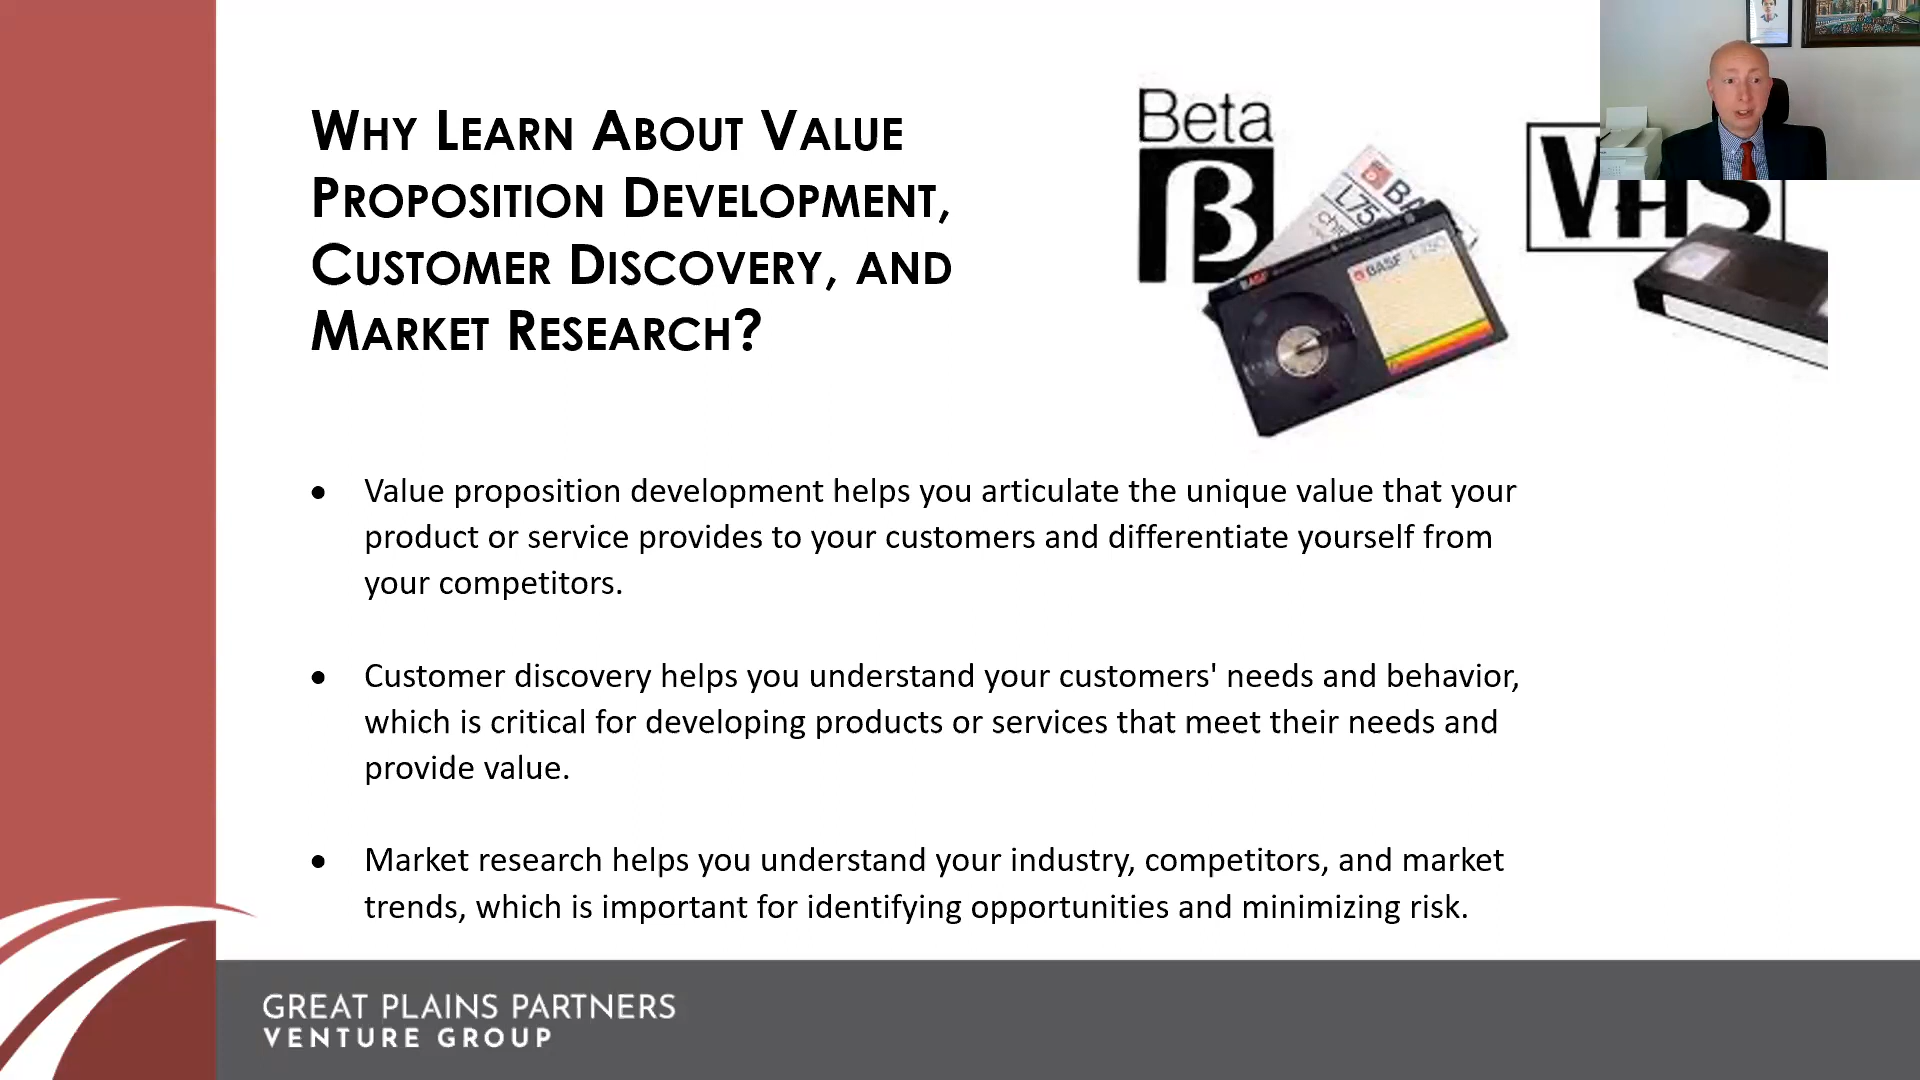 WHY LEARN ABOUT VALUE
PROPOSITION DEVELOPMENT,
CUSTOMER DISCOVERY, AND
MARKET RESEARCH?
Beta
β
L75
BASF
VHS
• Value proposition development helps you articulate the unique value that your
product or service provides to your customers and differentiate yourself from
your competitors.
• Customer discovery helps you understand your customers' needs and behavior,
which is critical for developing products or services that meet their needs and
provide value.
• Market research helps you understand your industry, competitors, and market
trends, which is important for identifying opportunities and minimizing risk.
GREAT PLAINS PARTNERS
VENTURE GROUP